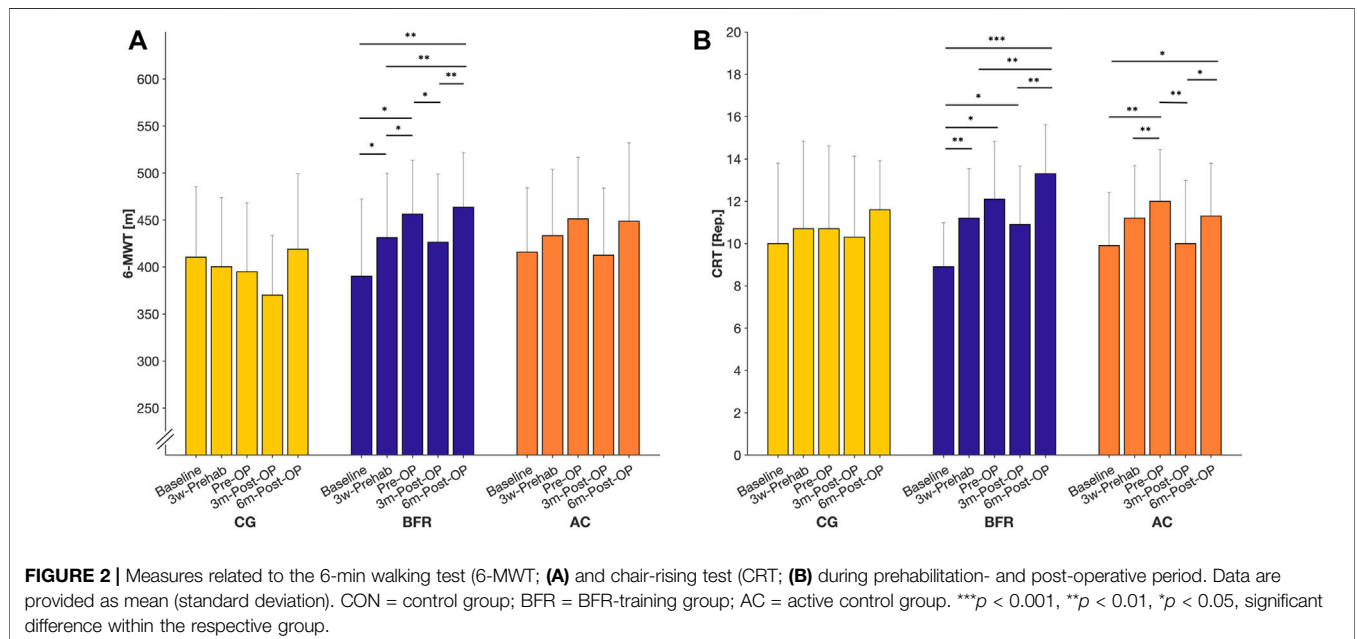 A
6-MWT [m]
600
550
500
450
400
350
300
250
** ** ** * * * *
Baseline 3w-Prehab Pre-OP 3m-Post-OP 6m-Post-OP
Baseline 3w-Prehab Pre-OP 3m-Post-OP 6m-Post-OP
Baseline 3w-Prehab Pre-OP 3m-Post-OP 6m-Post-OP
CG BFR AC
B
CRT [Rep.]
20
18
16
14
12
10
8
6
4
2
0
*** ** ** * * **
* * ** ** **
Baseline 3w-Prehab Pre-OP 3m-Post-OP 6m-Post-OP
Baseline 3w-Prehab Pre-OP 3m-Post-OP 6m-Post-OP
Baseline 3w-Prehab Pre-OP 3m-Post-OP 6m-Post-OP
CG BFR AC
FIGURE 2 | Measures related to the 6-min walking test (6-MWT; (A) and chair-rising test (CRT; (B) during prehabilitation- and post-operative period. Data are
provided as mean (standard deviation). CON = control group; BFR = BFR-training group; AC = active control group. ***p < 0.001, **p < 0.01, *p < 0.05, significant
difference within the respective group.